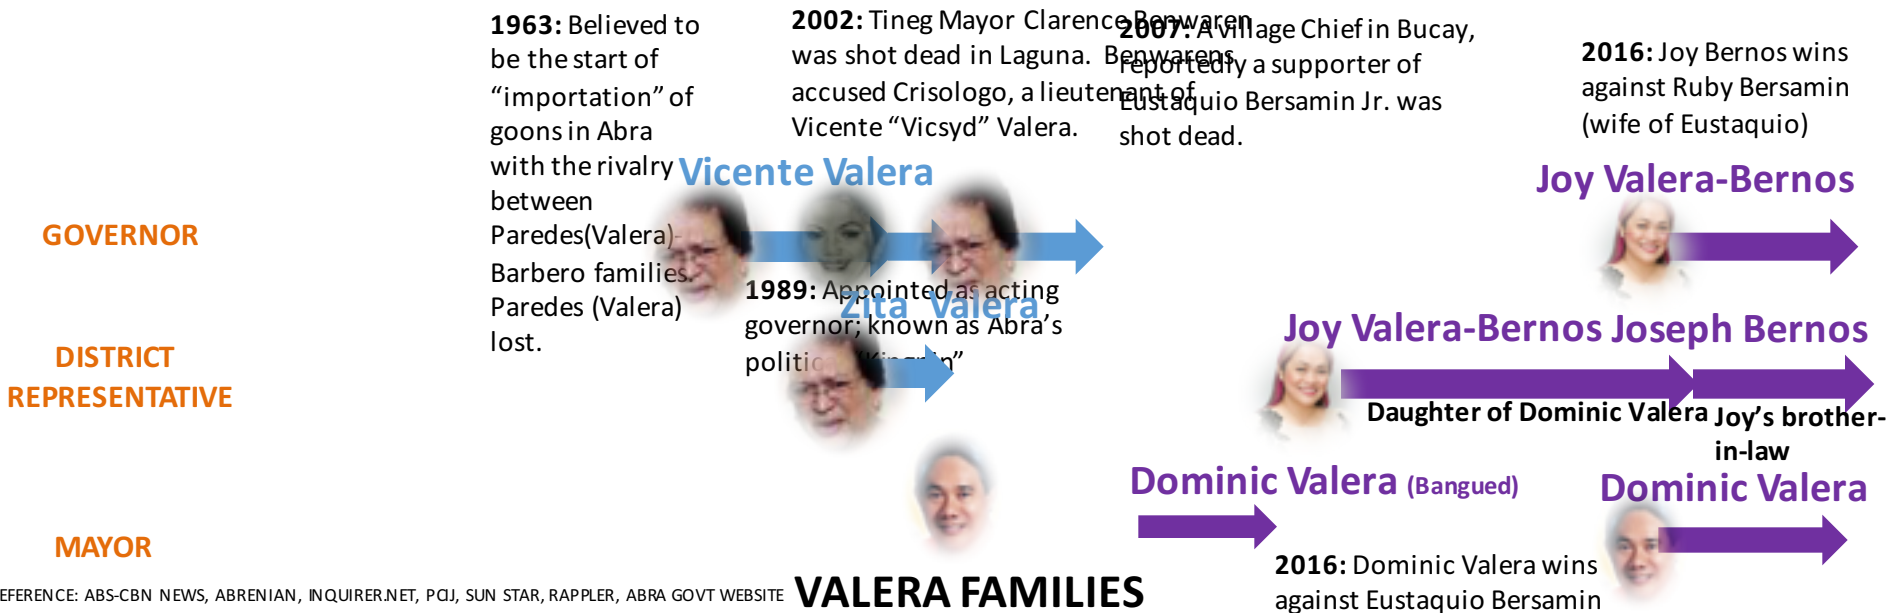 1963: Believed to
be the start of
“importation” of
goons in Abra
with the rivalry
between
Paredes(Valera)-
Barbero families.
Paredes (Valera)
lost.
2002: Tineg Mayor Clarence Benwaren
was shot dead in Laguna. Benwarens
accused Crisologo, a lieutenant of
Vicente “Vicsyd” Valera.
2007: A village Chief in Bucay,
reportedly a supporter of
Eustaquio Bersamin Jr. was
shot dead.
2016: Joy Bernos wins
against Ruby Bersamin
(wife of Eustaquio)
GOVERNOR
Vicente Valera
Joy Valera-Bernos
1989: Appointed as acting
governor; known as Abra’s
“Kingpin”
Zita Valera
DISTRICT
REPRESENTATIVE
Joy Valera-Bernos
Joseph Bernos
Daughter of Dominic Valera
Joy’s brother-
in-law
MAYOR
Dominic Valera (Bangued)
Dominic Valera
2016: Dominic Valera wins
against Eustaquio Bersamin
EFERENCE: ABS-CBN NEWS, ABRENIAN, INQUIRER.NET, PCIJ, SUN STAR, RAPPLER, ABRA GOVT WEBSITE
VALERA FAMILIES